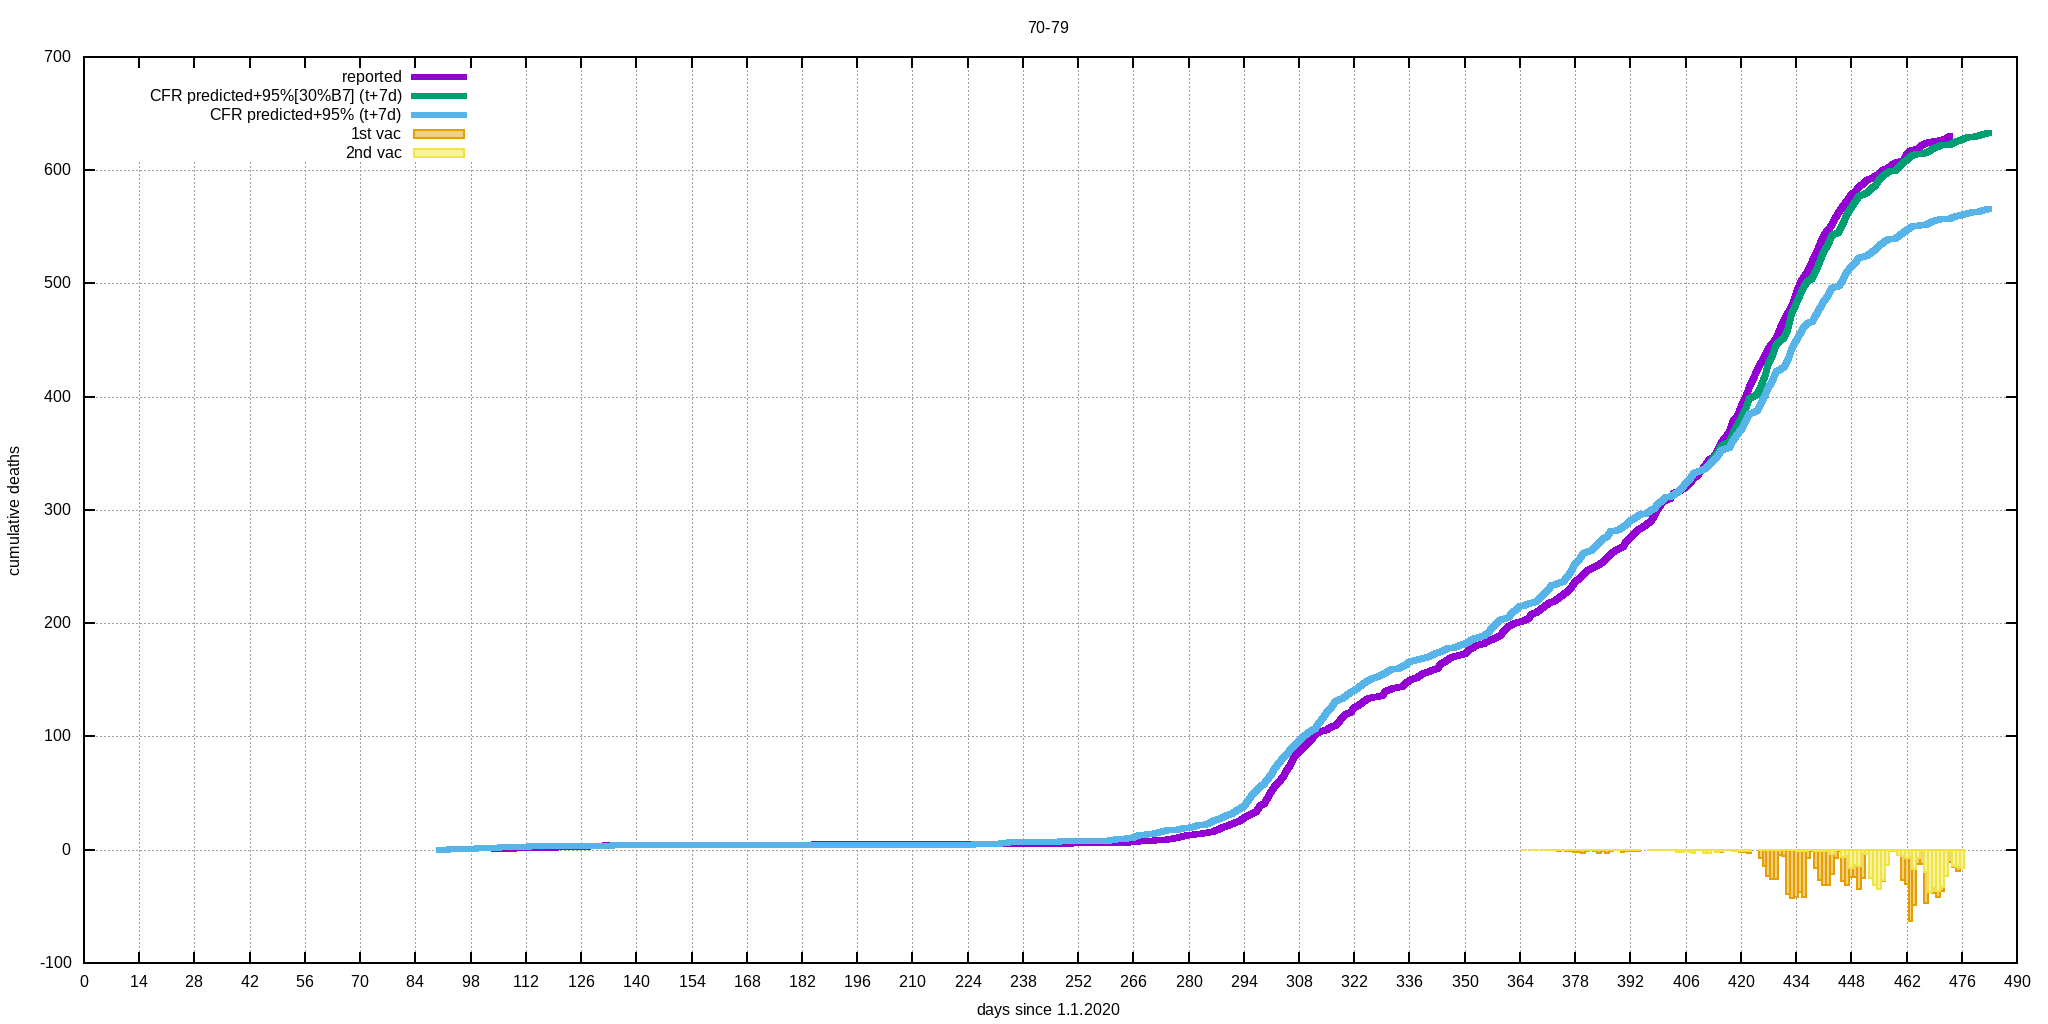 70-79
700
600
500
400
300
200
100
0
-100
cumulative deaths
reported
CFR predicted+95%[30%B7] (t+7d)
CFR predicted+95% (t+7d)
1st vac
2nd vac
0 14 28 42 56 70 84 98 112 126 140 154 168 182 196 210 224 238 252 266 280 294 308 322 336 350 364 378 392 406 420 434 448 462 476 490
days since 1.1.2020